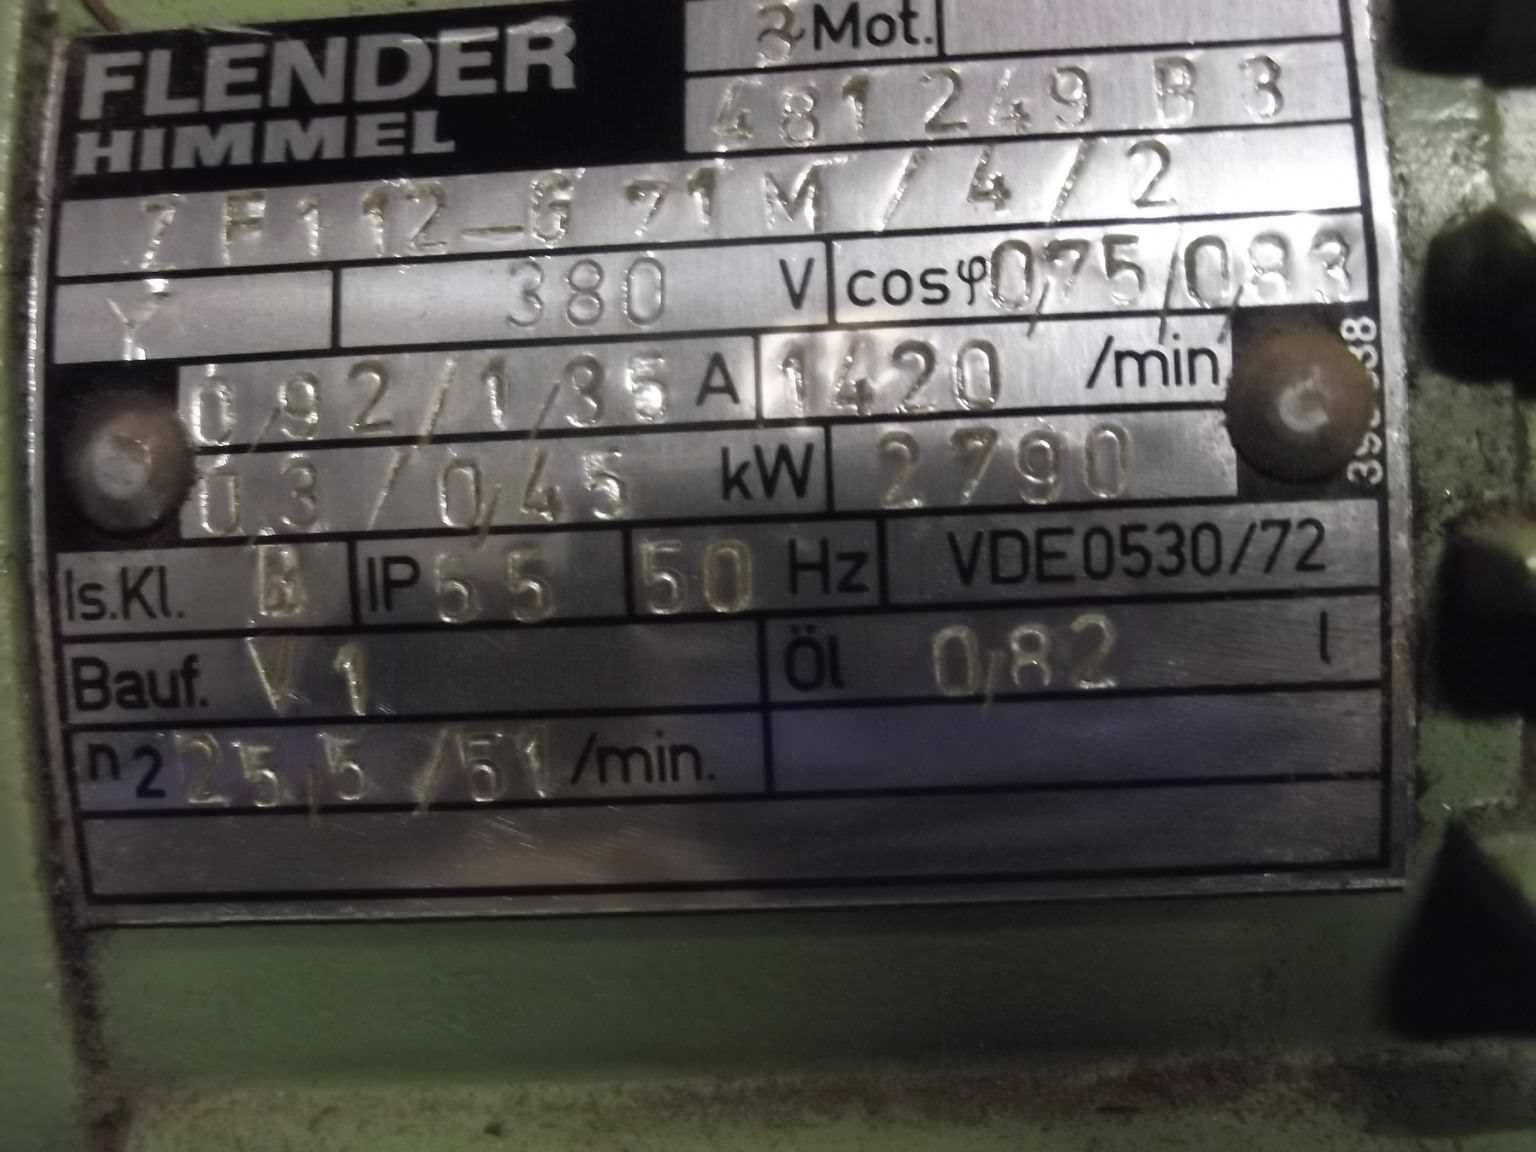 FLENDER
HIMMEL
3~Mot.
481249 B3
ZF112-G71M/4/2
Y 380 V cosφ 0,75/0,83
0,92/1,35 A 1420 /min
0,3/0,45 kW 2790
Is.Kl. B IP 55 50 Hz VDE0530/72
Bauf. V1 Öl 0,82 l
n2 25,5/51 /min.